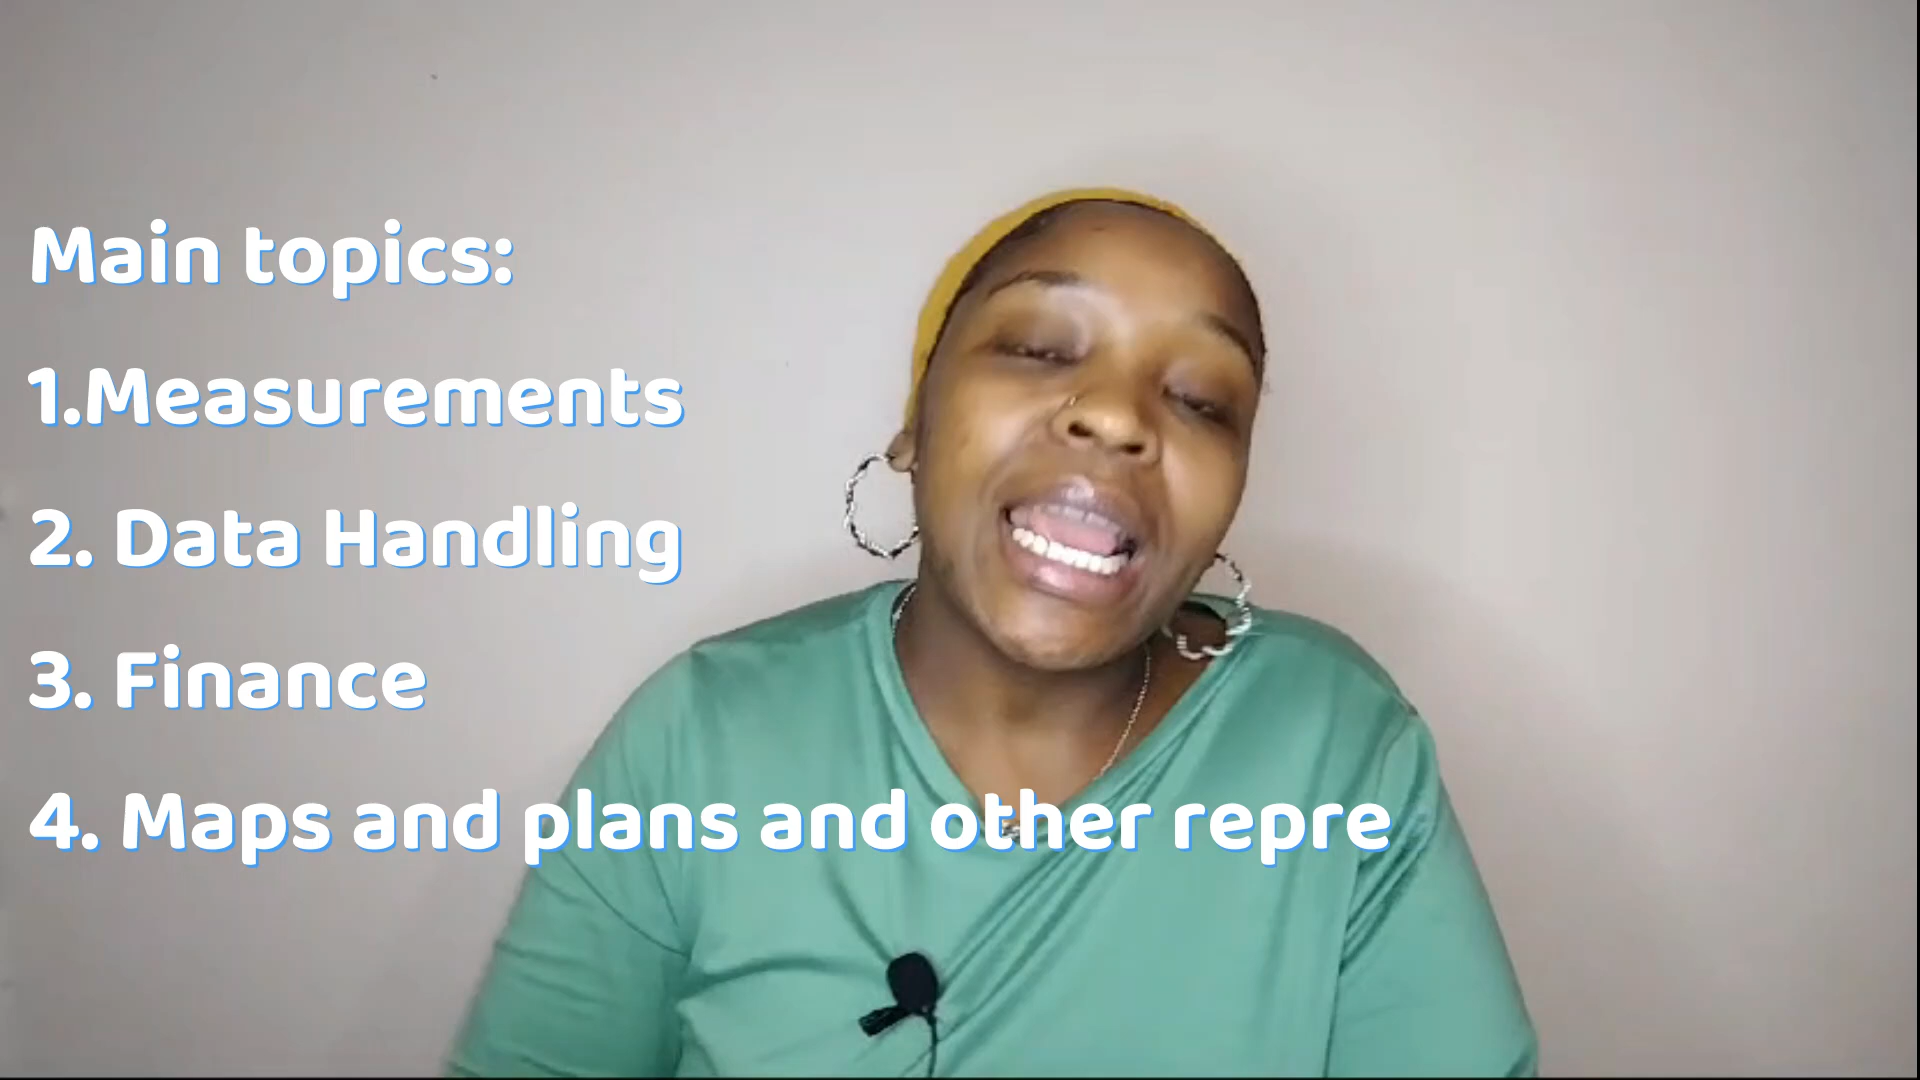 Main topics:
1.Measurements
2. Data Handling
3. Finance
4. Maps and plans and other repre